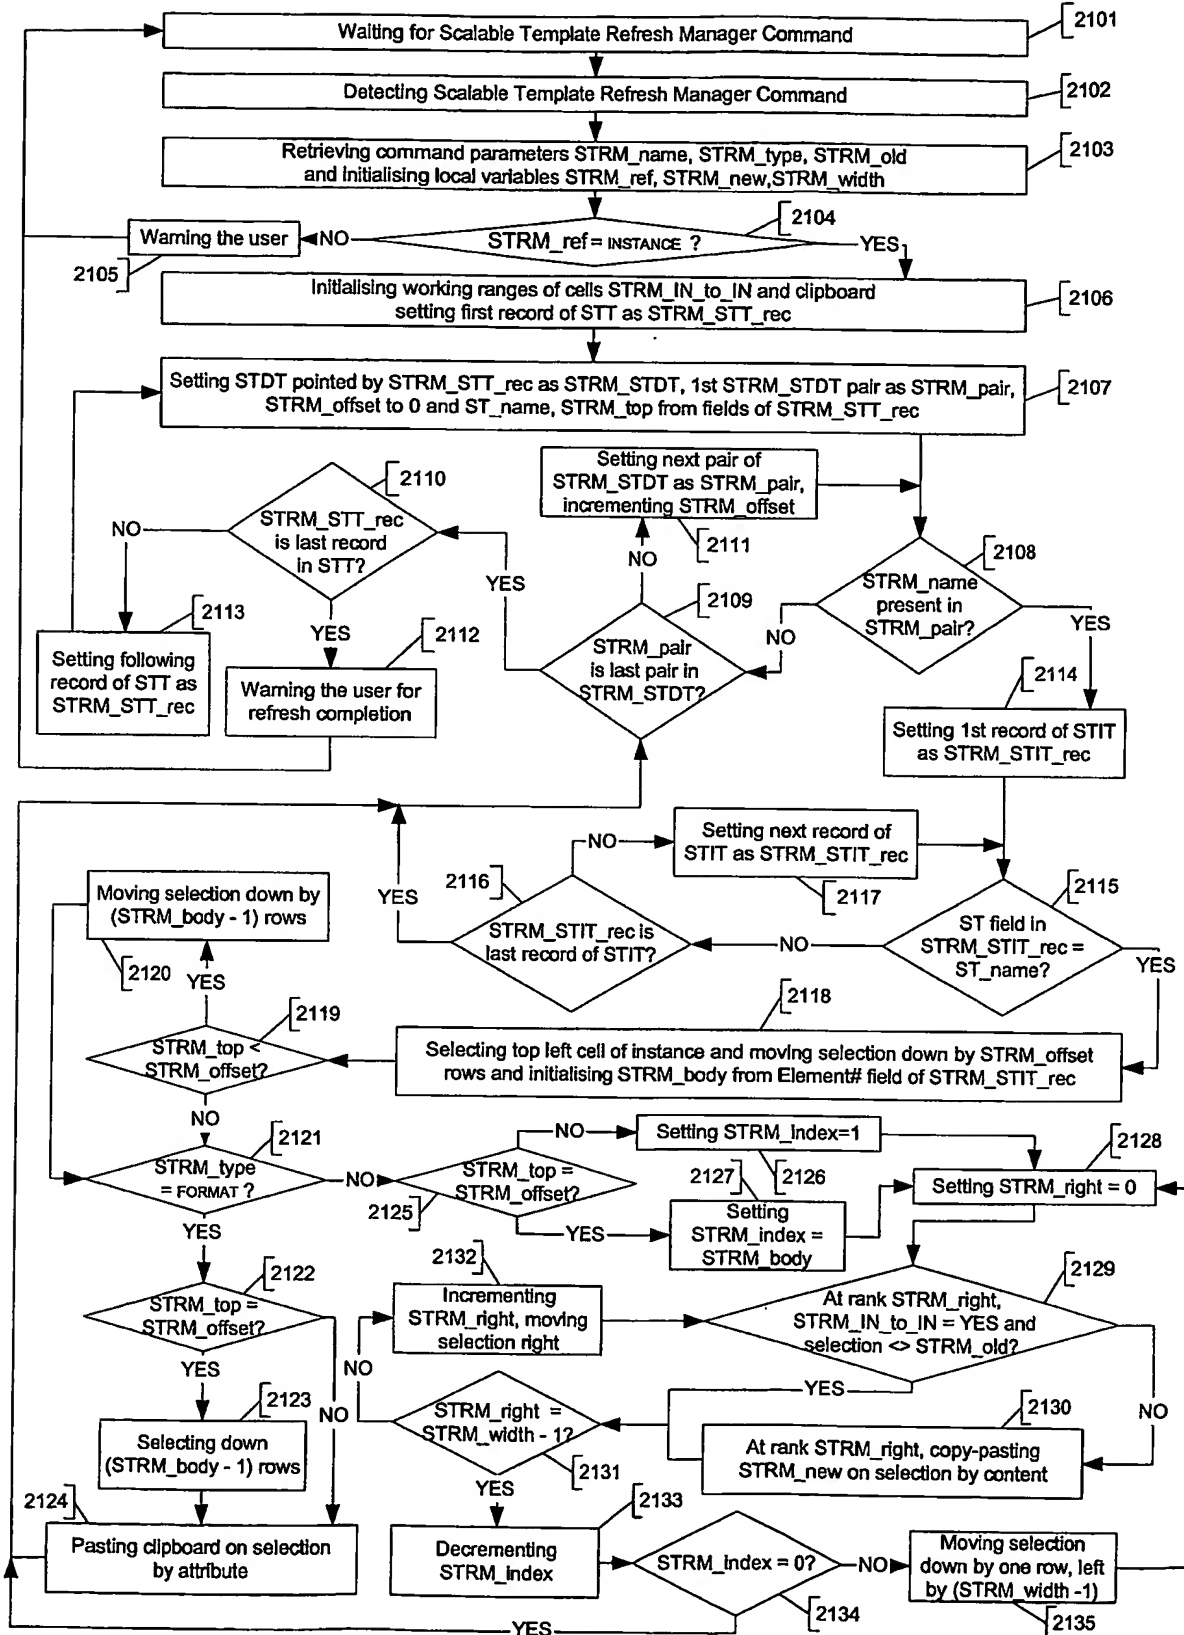 Waiting for Scalable Template Refresh Manager Command
2101
Detecting Scalable Template Refresh Manager Command
2102
Retrieving command parameters STRM_name, STRM_type, STRM_old
and initialising local variables STRM_ref, STRM_new,STRM_width
2103
STRM_ref = INSTANCE ?
2104
NO
YES
Warning the user
2105
Initialising working ranges of cells STRM_IN_to_IN and clipboard
setting first record of STT as STRM_STT_rec
2106
Setting STDT pointed by STRM_STT_rec as STRM_STDT, 1st STRM_STDT pair as STRM_pair,
STRM_offset to 0 and ST_name, STRM_top from fields of STRM_STT_rec
2107
Setting next pair of
STRM_STDT as STRM_pair,
incrementing STRM_offset
2111
NO
STRM_STT_rec
is last record
in STT?
2110
NO
YES
YES
STRM_name
present in
STRM_pair?
2108
NO
YES
STRM_pair
is last pair in
STRM_STDT?
2109
Setting following
record of STT as
STRM_STT_rec
2113
Warning the user for
refresh completion
2112
Setting 1st record of STIT
as STRM_STIT_rec
2114
Setting next record of
STIT as STRM_STIT_rec
2117
NO
YES
STRM_STIT_rec is
last record of STIT?
2116
NO
ST field in
STRM_STIT_rec =
ST_name?
2115
YES
Moving selection down by
(STRM_body - 1) rows
2120
YES
Selecting top left cell of instance and moving selection down by STRM_offset
rows and initialising STRM_body from Element# field of STRM_STIT_rec
2118
STRM_top <
STRM_offset?
2119
NO
STRM_type
= FORMAT ?
2121
NO
YES
STRM_top =
STRM_offset?
2125
NO
YES
Setting STRM_index=1
2126
Setting
STRM_index =
STRM_body
2127
Setting STRM_right = 0
2128
STRM_top =
STRM_offset?
2122
YES
NO
Incrementing
STRM_right, moving
selection right
2132
At rank STRM_right,
STRM_IN_to_IN = YES and
selection <> STRM_old?
2129
YES
NO
NO
STRM_right =
STRM_width - 1?
2131
YES
At rank STRM_right, copy-pasting
STRM_new on selection by content
2130
Selecting down
(STRM_body - 1) rows
2123
Pasting clipboard on selection
by attribute
2124
Decrementing
STRM_index
2133
STRM_index = 0?
2134
NO
YES
Moving selection
down by one row, left
by (STRM_width -1)
2135